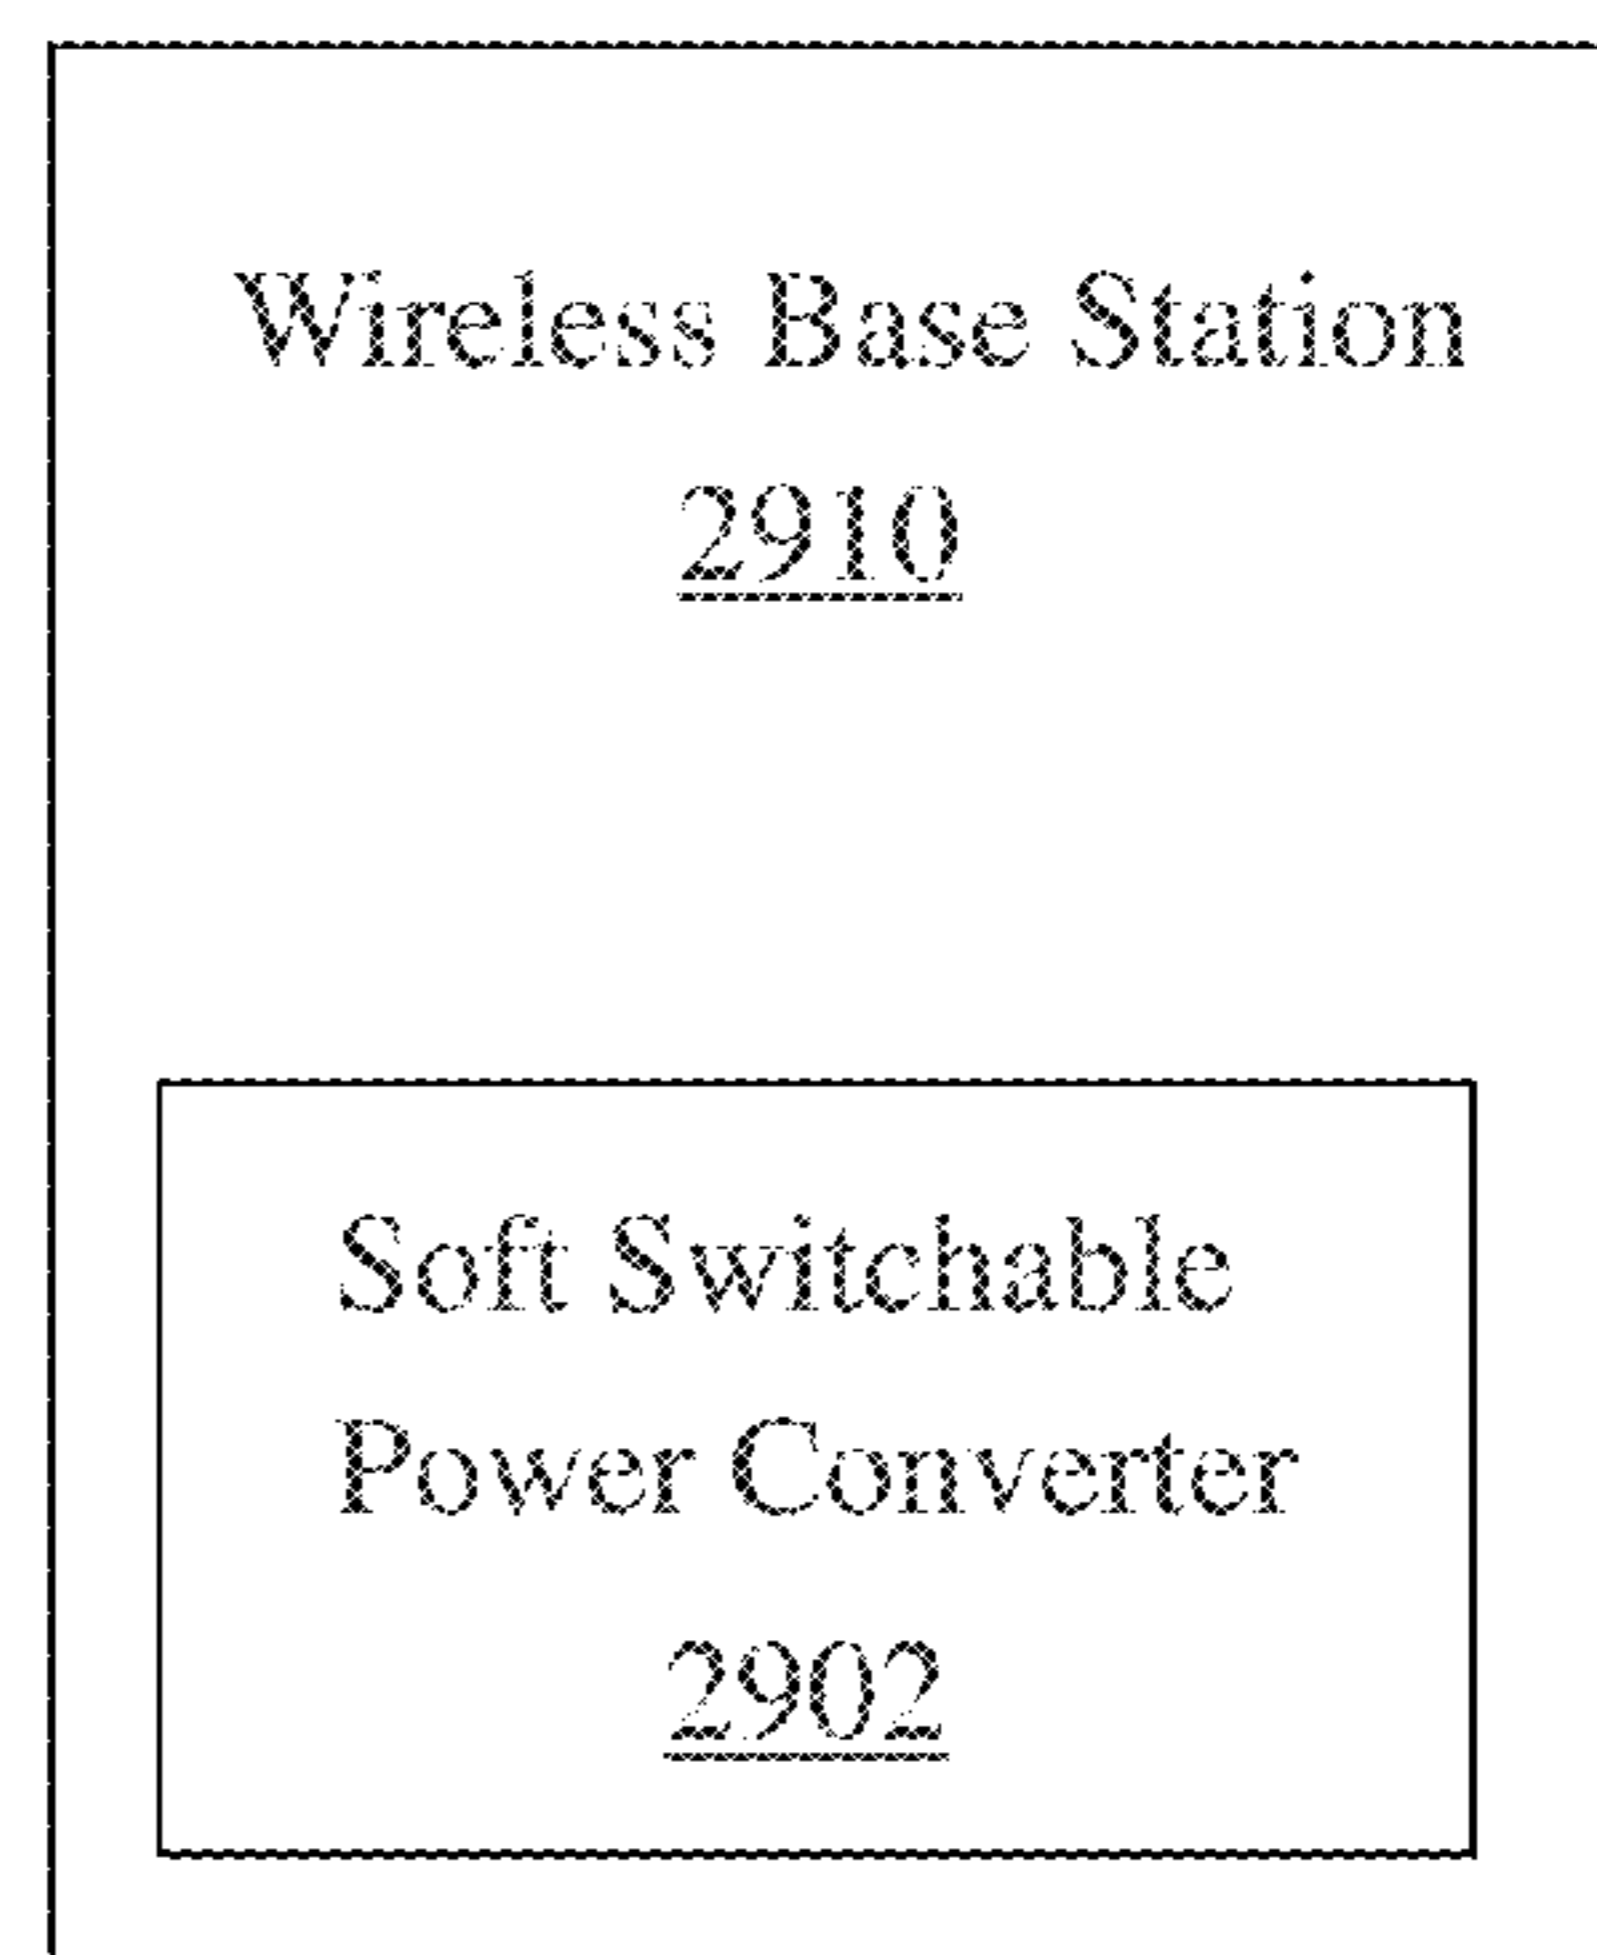 Wireless Base Station
2910
Soft Switchable
Power Converter
2902